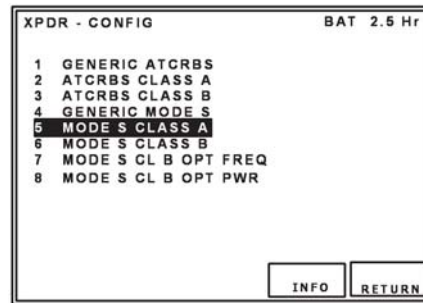 XPDR - CONFIG BAT 2.5 Hr
1 GENERIC ATCRBS
2 ATCRBS CLASS A
3 ATCRBS CLASS B
4 GENERIC MODE S
5 MODE S CLASS A
6 MODE S CLASS B
7 MODE S CL B OPT FREQ
8 MODE S CL B OPT PWR
INFO RETURN